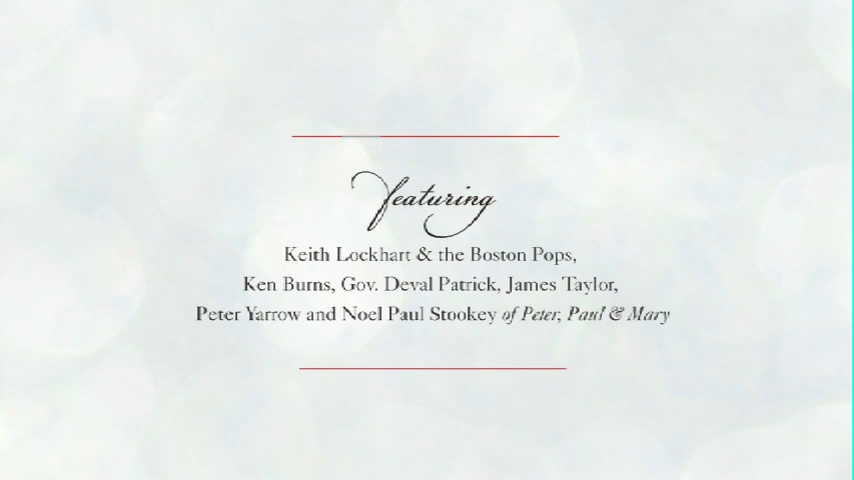 featuring
Keith Lockhart & the Boston Pops,
Ken Burns, Gov. Deval Patrick, James Taylor,
Peter Yarrow and Noel Paul Stookey of Peter, Paul & Mary